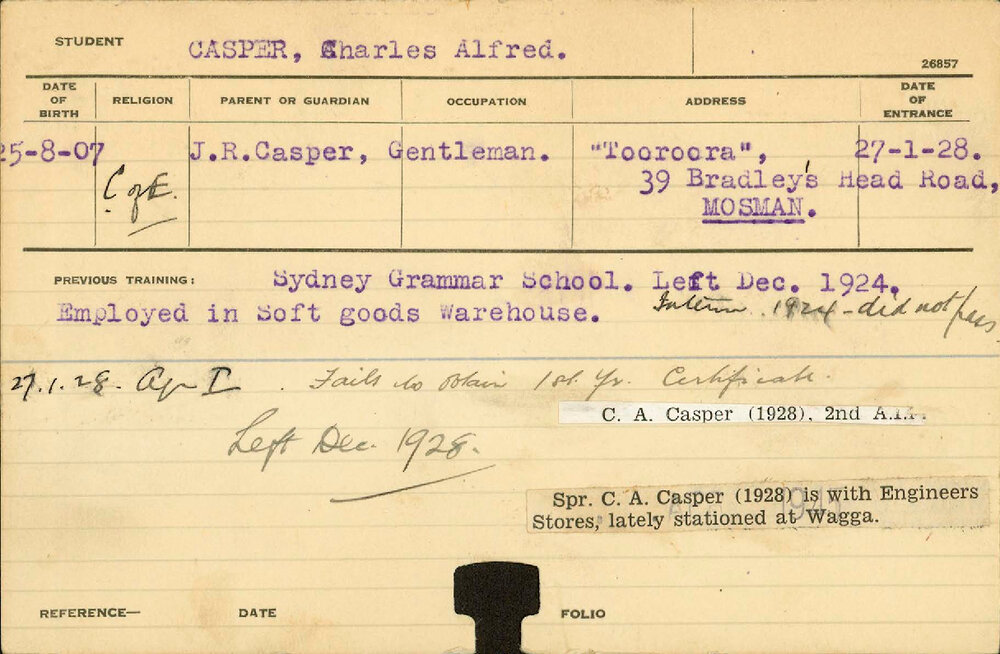 STUDENT CASPER, Charles Alfred.
26857
DATE OF BIRTH RELIGION PARENT OR GUARDIAN OCCUPATION ADDRESS DATE OF ENTRANCE
25-8-07 J.R.Casper, Gentleman. "Tooroora", 27-1-28.
C of E. 39 Bradley's Head Road,
MOSMAN.
PREVIOUS TRAINING: Sydney Grammar School. Left Dec. 1924.
Employed in Soft goods Warehouse. Interm 1924 - did not pass
27.1.28. Ag I. Fails to obtain 1st. Yr. Certificate.
C. A. Casper (1928), 2nd A.I.F.
Left Dec. 1928.
Spr. C. A. Casper (1928) is with Engineers
Stores, lately stationed at Wagga.
REFERENCE— DATE FOLIO